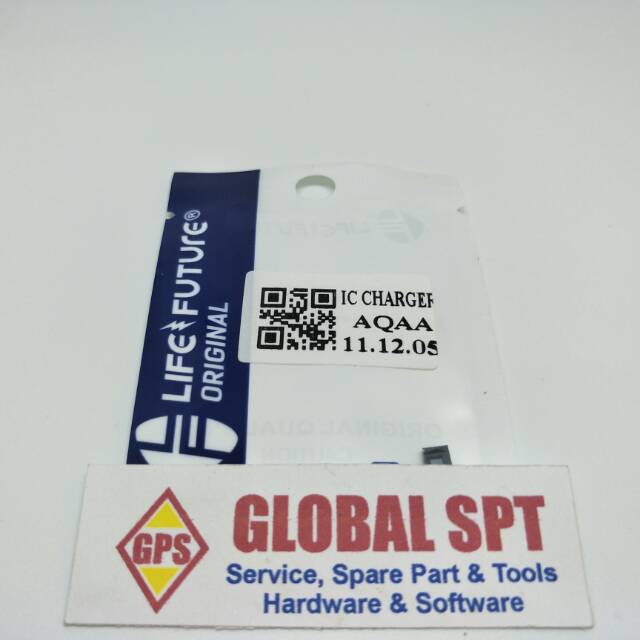 LIFE FUTURE®
ORIGINAL
IC CHARGER
AQAA
11.12.05
GPS
GLOBAL SPT
Service, Spare Part & Tools
Hardware & Software